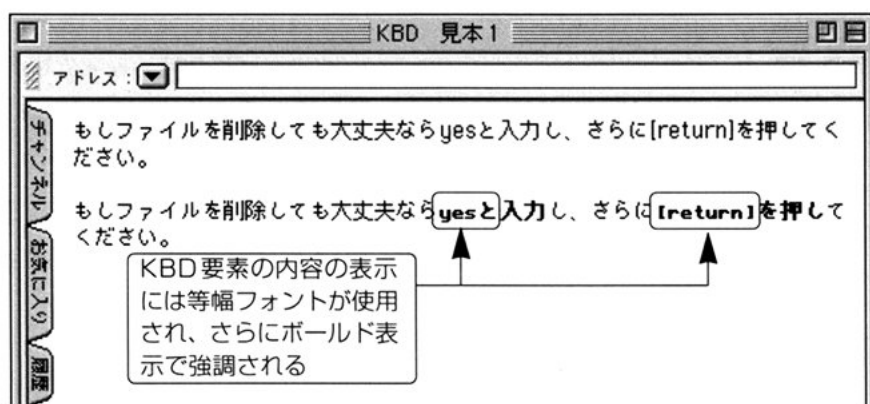 KBD 見本1
アドレス：
チャンネル
お気に入り
履歴
もしファイルを削除しても大丈夫ならyesと入力し、さらに[return]を押してく
ださい。
もしファイルを削除しても大丈夫ならyesと入力し、さらに[return]を押して
ください。
KBD要素の内容の表示
には等幅フォントが使用
され、さらにボールド表
示で強調される